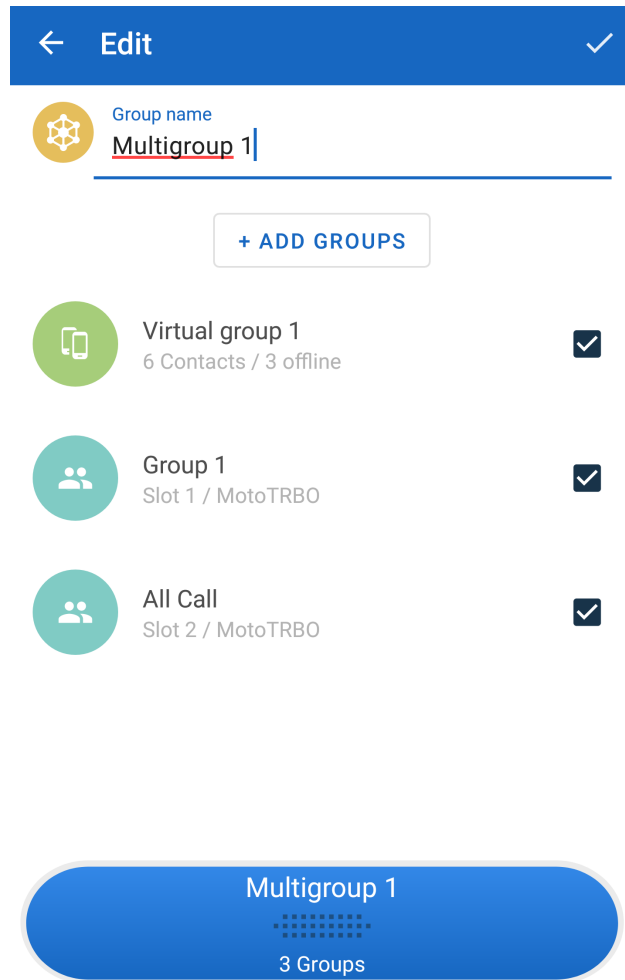 Edit
Group name
Multigroup 1
+ ADD GROUPS
Virtual group 1
6 Contacts / 3 offline
Group 1
Slot 1 / MotoTRBO
All Call
Slot 2 / MotoTRBO
Multigroup 1
3 Groups